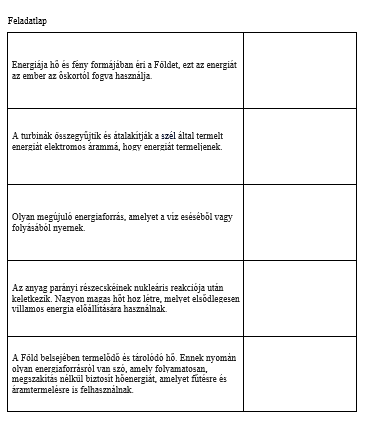 Feladatlap
Energiája hő és fény formájában éri a Földet, ezt az energiát
az ember az őskortól fogva használja.
A turbinák összegyűjtik és átalakítják a szél által termelt
energiát elektromos árammá, hogy energiát termeljenek.
Olyan megújuló energiaforrás, amelyet a víz eséséből vagy
folyásából nyernek.
Az anyag parányi részecskéinek nukleáris reakciója után
keletkezik. Nagyon magas hőt hoz létre, melyet elsődlegesen
villamos energia előállítására használnak.
A Föld belsejében termelődő és tárolódó hő. Ennek nyomán
olyan energiaforrásról van szó, amely folyamatosan,
megszakítás nélkül biztosít hőenergiát, amelyet fűtésre és
áramtermelésre is felhasználnak.